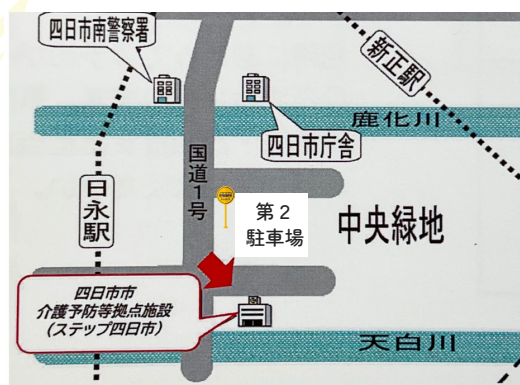 四日市南警察署
新正駅
鹿化川
四日市庁舎
国道1号
日永駅
第2
駐車場
中央緑地
四日市市
介護予防等拠点施設
(ステップ四日市)
天白川